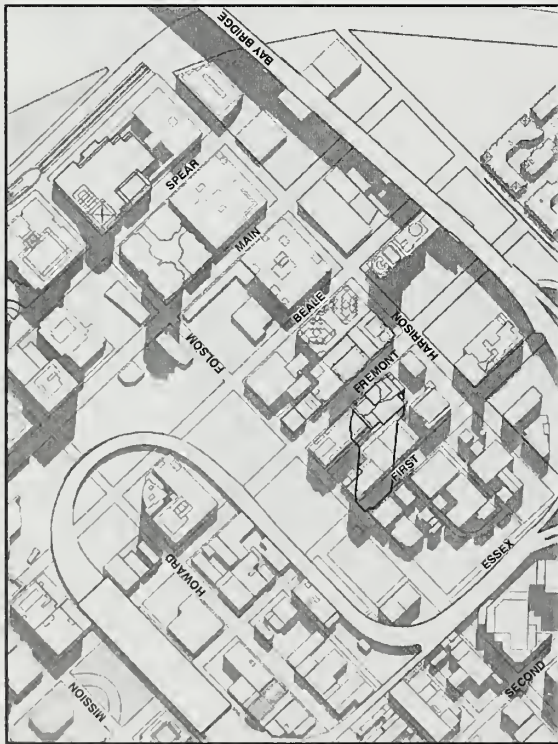 BAY BRIDGE
SPEAR
MAIN
FOLSOM
BEALE
HARRISON
FREMONT
FIRST
HOWARD
ESSEX
MISSION
SECOND